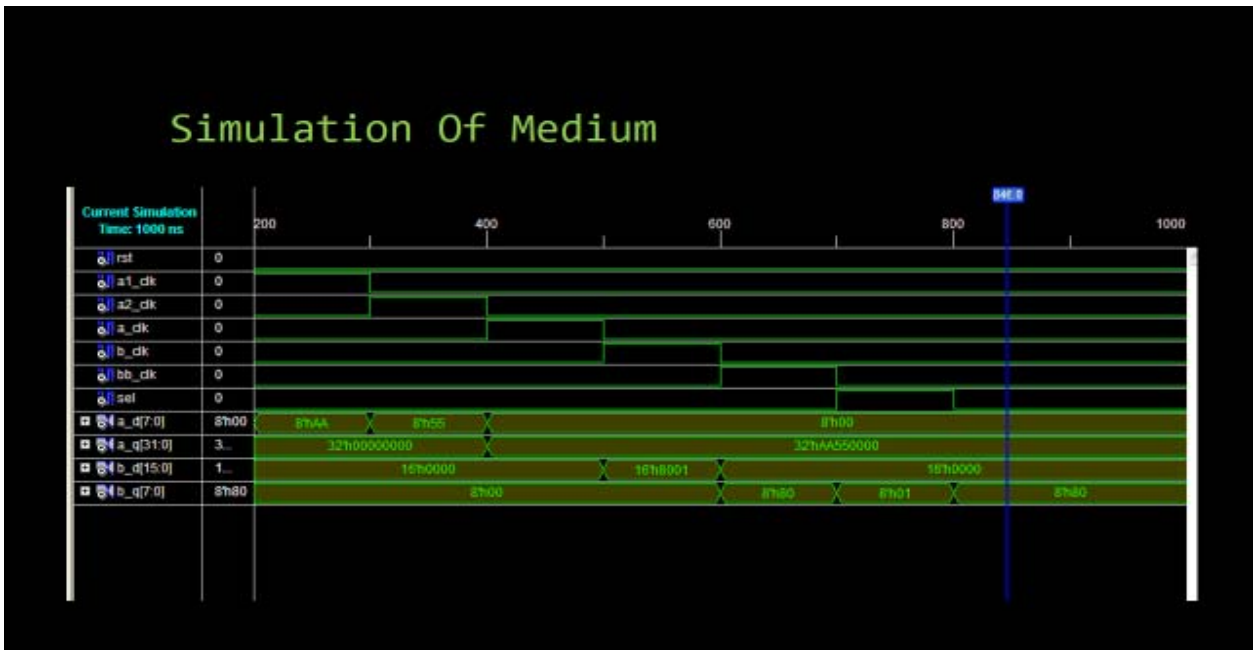 Simulation Of Medium
846.0
Current Simulation
Time: 1000 ns
200 400 600 800 1000
rst 0
a1_clk 0
a2_clk 0
a_clk 0
b_clk 0
bb_clk 0
sel 0
a_d[7:0] 8'h00 8'hAA 8'h55 8'h00
a_q[31:0] 3... 32'h00000000 32'hAA550000
b_d[15:0] 1... 16'h0000 16'h8001 16'h0000
b_q[7:0] 8'h80 8'h00 8'h80 8'h01 8'h80